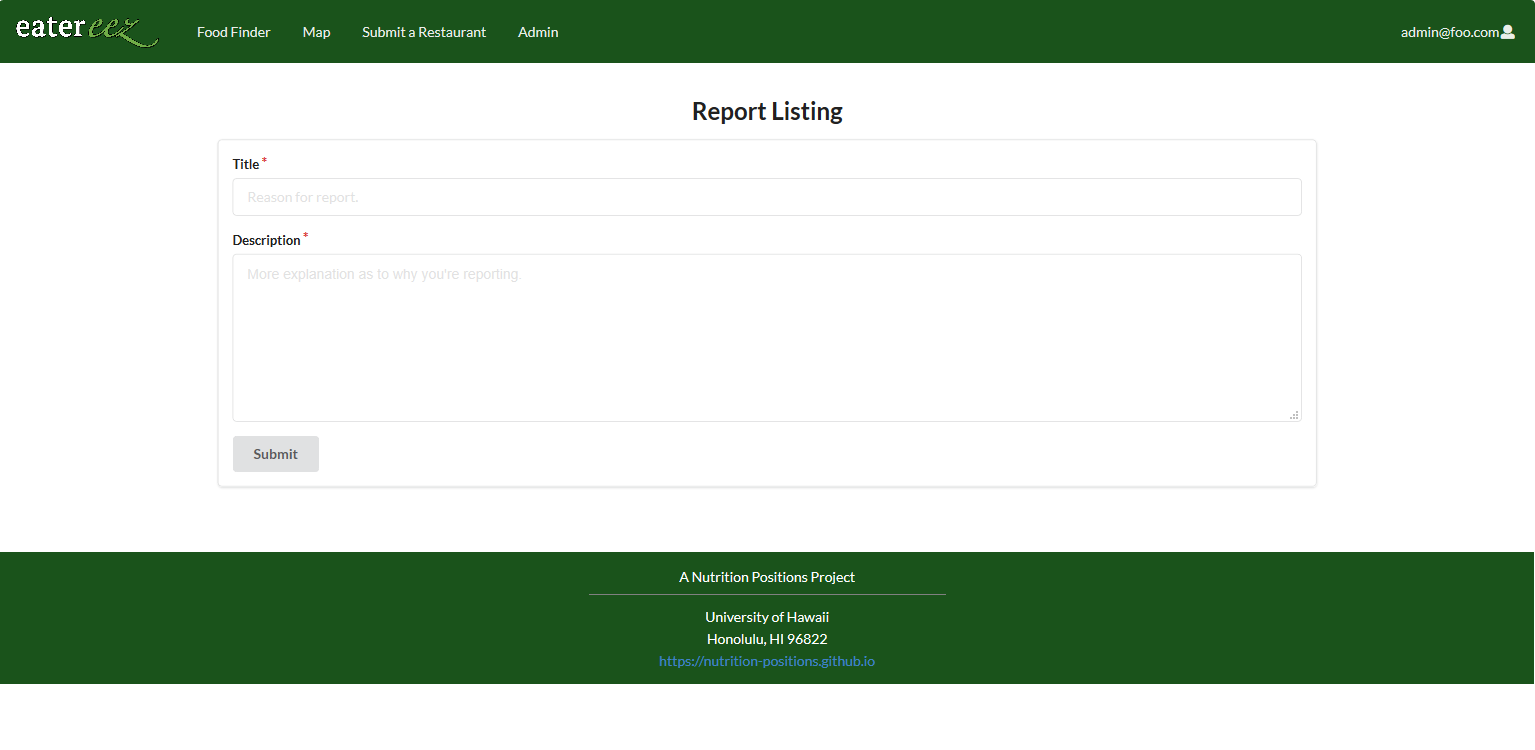 eatereez Food Finder Map Submit a Restaurant Admin admin@foo.com
Report Listing
Title *
Reason for report.
Description *
More explanation as to why you're reporting.
Submit
A Nutrition Positions Project
University of Hawaii
Honolulu, HI 96822
https://nutrition-positions.github.io